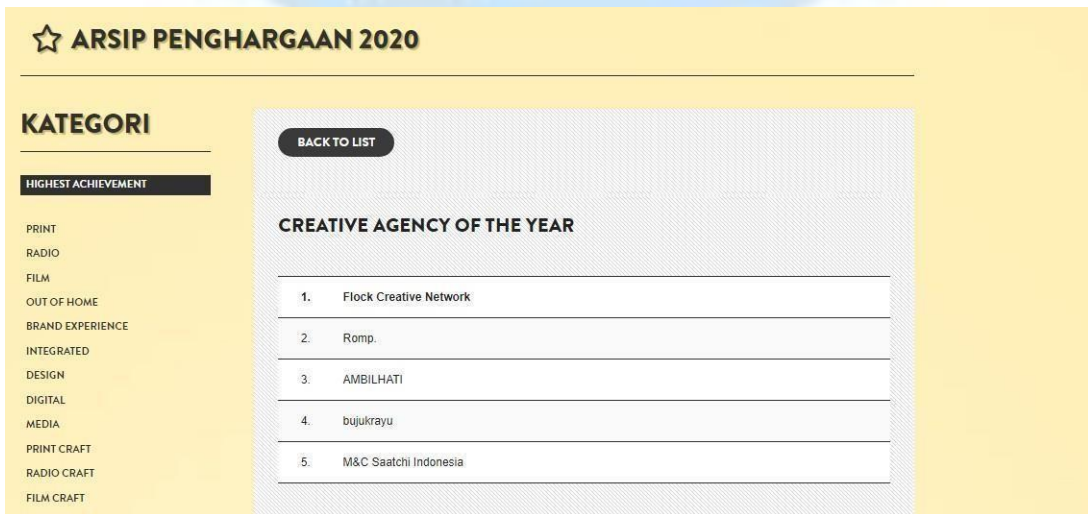 ARSIP PENGHARGAAN 2020
KATEGORI
HIGHEST ACHIEVEMENT
PRINT
RADIO
FILM
OUT OF HOME
BRAND EXPERIENCE
INTEGRATED
DESIGN
DIGITAL
MEDIA
PRINT CRAFT
RADIO CRAFT
FILM CRAFT
BACK TO LIST
CREATIVE AGENCY OF THE YEAR
1. Flock Creative Network
2. Romp.
3. AMBILHATI
4. bujukrayu
5. M&C Saatchi Indonesia